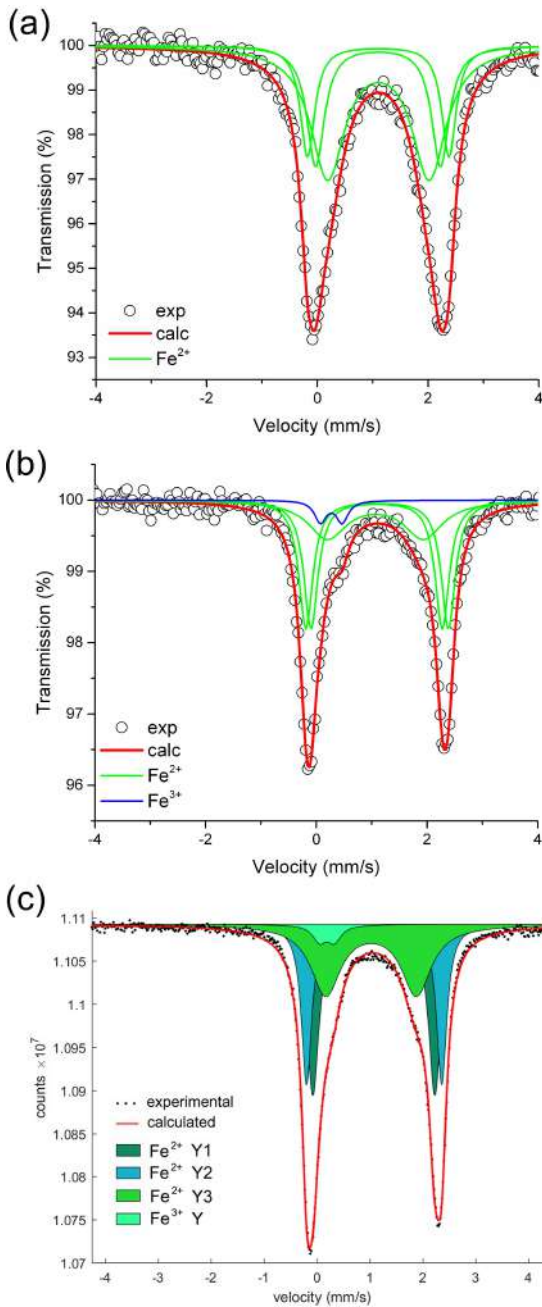 (a)
100
99
98
97
96
95
94
93
Transmission (%)
exp
calc
Fe²⁺
-4 -2 0 2 4
Velocity (mm/s)
(b)
100
99
98
97
96
Transmission (%)
exp
calc
Fe²⁺
Fe³⁺
-4 -2 0 2 4
Velocity (mm/s)
(c)
1.11
1.105
1.1
1.095
1.09
1.085
1.08
1.075
1.07
counts ×10⁷
experimental
calculated
Fe²⁺ Y1
Fe²⁺ Y2
Fe²⁺ Y3
Fe³⁺ Y
-4 -3 -2 -1 0 1 2 3 4
velocity (mm/s)